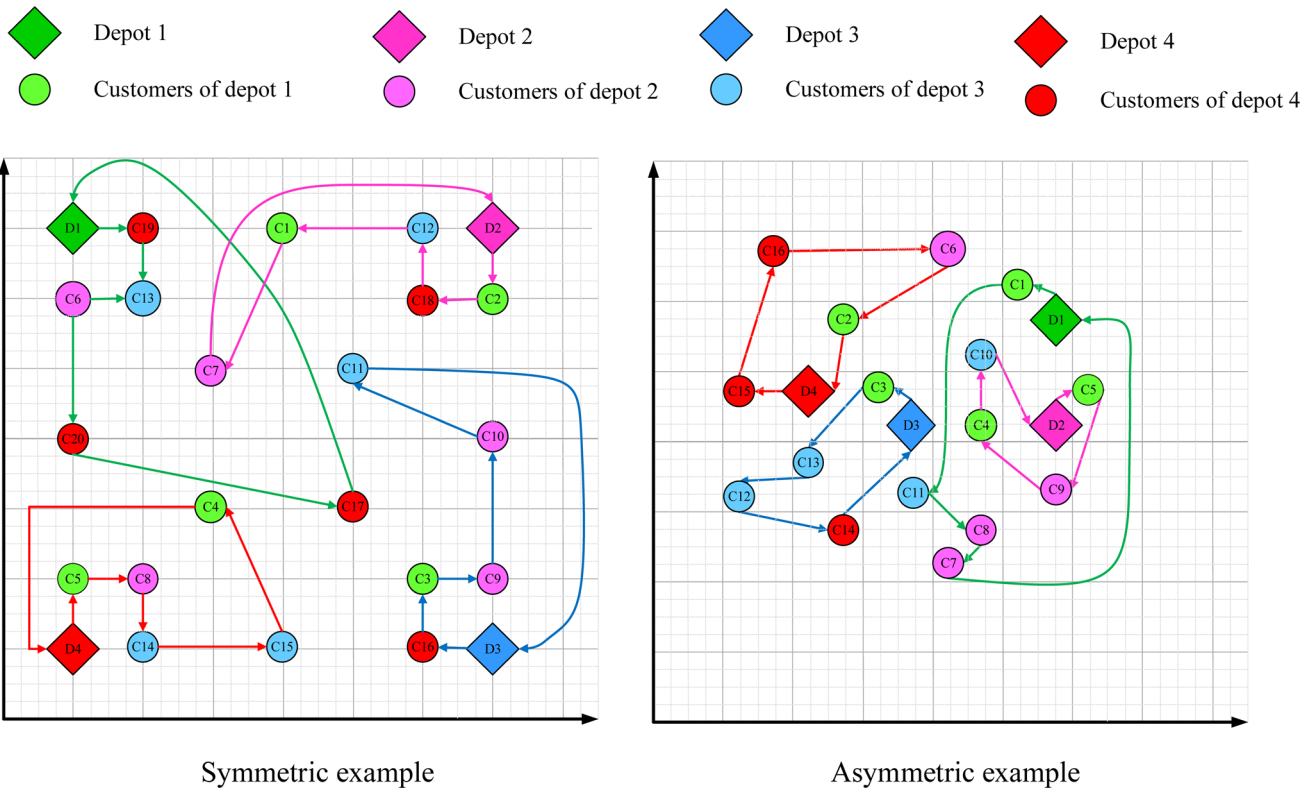 Depot 1
Depot 2
Depot 3
Depot 4
Customers of depot 1
Customers of depot 2
Customers of depot 3
Customers of depot 4
D1
C19
C1
C12
D2
C6
C13
C18
C2
C7
C11
C20
C10
C4
C17
C5
C8
C3
C9
D4
C14
C15
C16
D3
Symmetric example
C16
C6
C1
C2
D1
C10
C15
D4
C3
C5
D3
C4
D2
C13
C12
C11
C9
C14
C8
C7
Asymmetric example